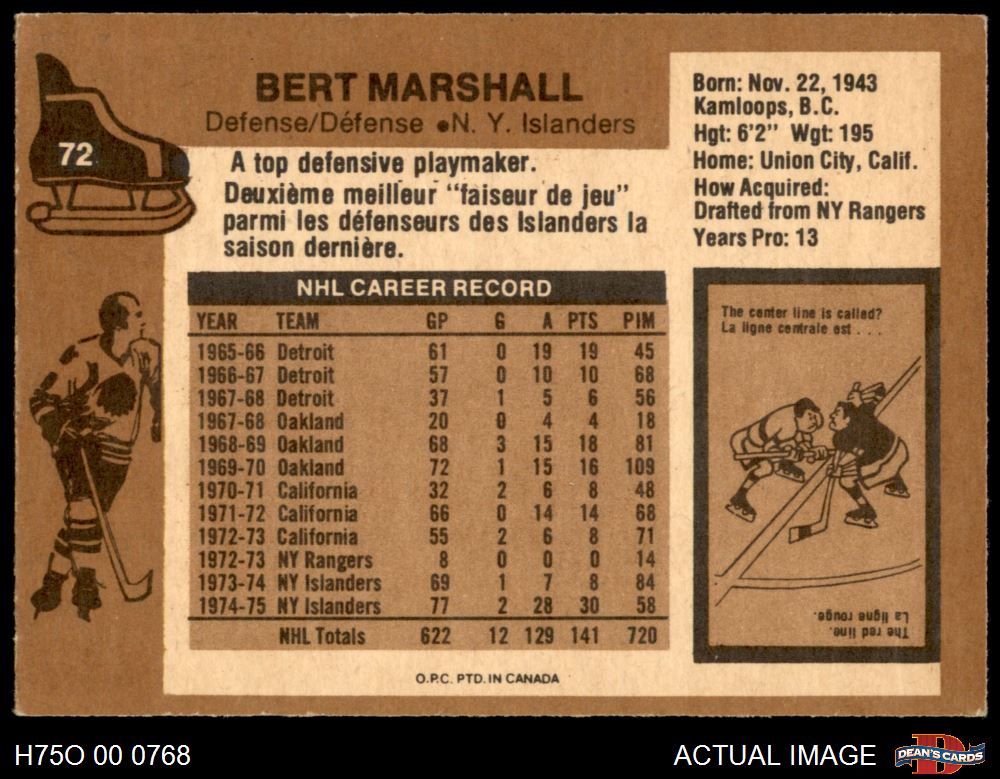 72
BERT MARSHALL
Defense/Défense ●N. Y. Islanders
A top defensive playmaker.
Deuxième meilleur "faiseur de jeu"
parmi les défenseurs des Islanders la
saison dernière.
Born: Nov. 22, 1943
Kamloops, B.C.
Hgt: 6'2" Wgt: 195
Home: Union City, Calif.
How Acquired:
Drafted from NY Rangers
Years Pro: 13
NHL CAREER RECORD
YEAR TEAM GP G A PTS PIM
1965-66 Detroit 61 0 19 19 45
1966-67 Detroit 57 0 10 10 68
1967-68 Detroit 37 1 5 6 56
1967-68 Oakland 20 0 4 4 18
1968-69 Oakland 68 3 15 18 81
1969-70 Oakland 72 1 15 16 109
1970-71 California 32 2 6 8 48
1971-72 California 66 0 14 14 68
1972-73 California 55 2 6 8 71
1972-73 NY Rangers 8 0 0 0 14
1973-74 NY Islanders 69 1 7 8 84
1974-75 NY Islanders 77 2 28 30 58
NHL Totals 622 12 129 141 720
The center line is called?
La ligne centrale est . . .
The red line.
La ligne rouge.
O.P.C. PTD. IN CANADA
H75O 00 0768
ACTUAL IMAGE
DEAN'S CARDS